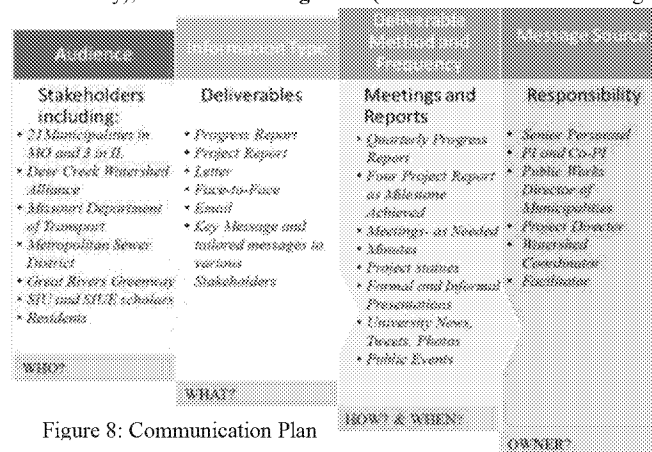 Audience
Stakeholders
including:
• 21Municipalities in
MO and 3 in IL
• Deer Creek Watershed
Alliance
• Missouri Department
of Transport
• Metropolitan Sewer
District
• Great Rivers Greenway
• SIU and SIUE scholars
• Residents
WHO?
Information Type
Deliverables
• Progress Report
• Project Report
• Letter
• Face-to-Face
• Email
• Key Message and
tailored messages to
various
Stakeholders
WHAT?
Deliverable
Method and
Frequency
Meetings and
Reports
• Quarterly Progress
Report
• Four Project Report
as Milestone
Achieved
• Meetings- as Needed
• Minutes
• Project statues
• Formal and Informal
Presentations
• University News,
Tweets, Photos
• Public Events
HOW? & WHEN?
Message Source
Responsibility
• Senior Personnel
• PI and Co-PI
• Public Works
Director of
Municipalities
• Project Director
• Watershed
Coordinator
• Facilitator
OWNER?
Figure 8: Communication Plan